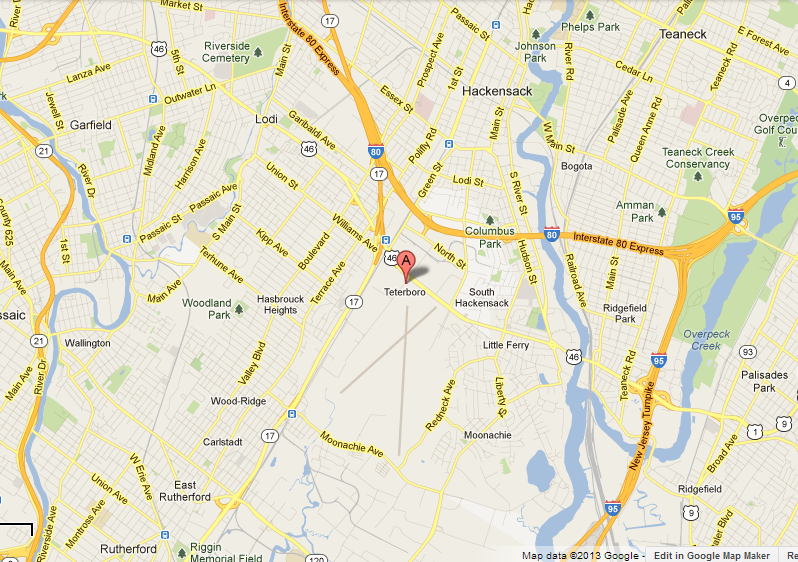 Market St
Passaic St
Phelps Park
Teaneck
River Dr
17
46
5th St
Riverside
Cemetery
Main St
Interstate 80 Express
Prospect Ave
1st St
Johnson
Park
River Rd
E Forest Ave
Teaneck Rd
Cedar Ln
4
Lanza Ave
Outwater Ln
Essex St
Hackensack
Palisade Ave
Queen Anne Rd
Jewell St
Garfield
Lodi
Garibaldi Ave
Main St
W Main St
Overpeck
Golf Cou
Midland Ave
Harrison Ave
46
Polifly Rd
80
21
River Dr
17
Union St
Green St
Lodi St
S River St
Bogota
Teaneck Creek
Conservancy
Passaic Ave
Passaic St
S Main St
Williams Ave
Amman
Park
95
County 625
1st St
Kipp Ave
Boulevard
Columbus
Park
80
Interstate 80 Express
Terhune Ave
Terrace Ave
46
A
North St
Hudson St
Railroad Ave
Main St
Main Ave
Main Ave
Teterboro
South
Hackensack
Woodland
Park
Hasbrouck
Heights
17
Ridgefield
Park
ssaic
21
Wallington
Little Ferry
46
Overpeck
Creek
93
River Dr
Main Ave
Valley Blvd
Teaneck Rd
95
Palisades
Park
Wood-Ridge
Redneck Ave
Liberty St
New Jersey Turnpike
1
9
Carlstadt
17
Moonachie Ave
Moonachie
Broad Ave
W Erie Ave
Union Ave
East
Rutherford
Ridgefield
Montross Ave
95
9
Riverside Ave
Rutherford
Riggin
Memorial Field
120
aler Blvd
Map data ©2013 Google - Edit in Google Map Maker Re